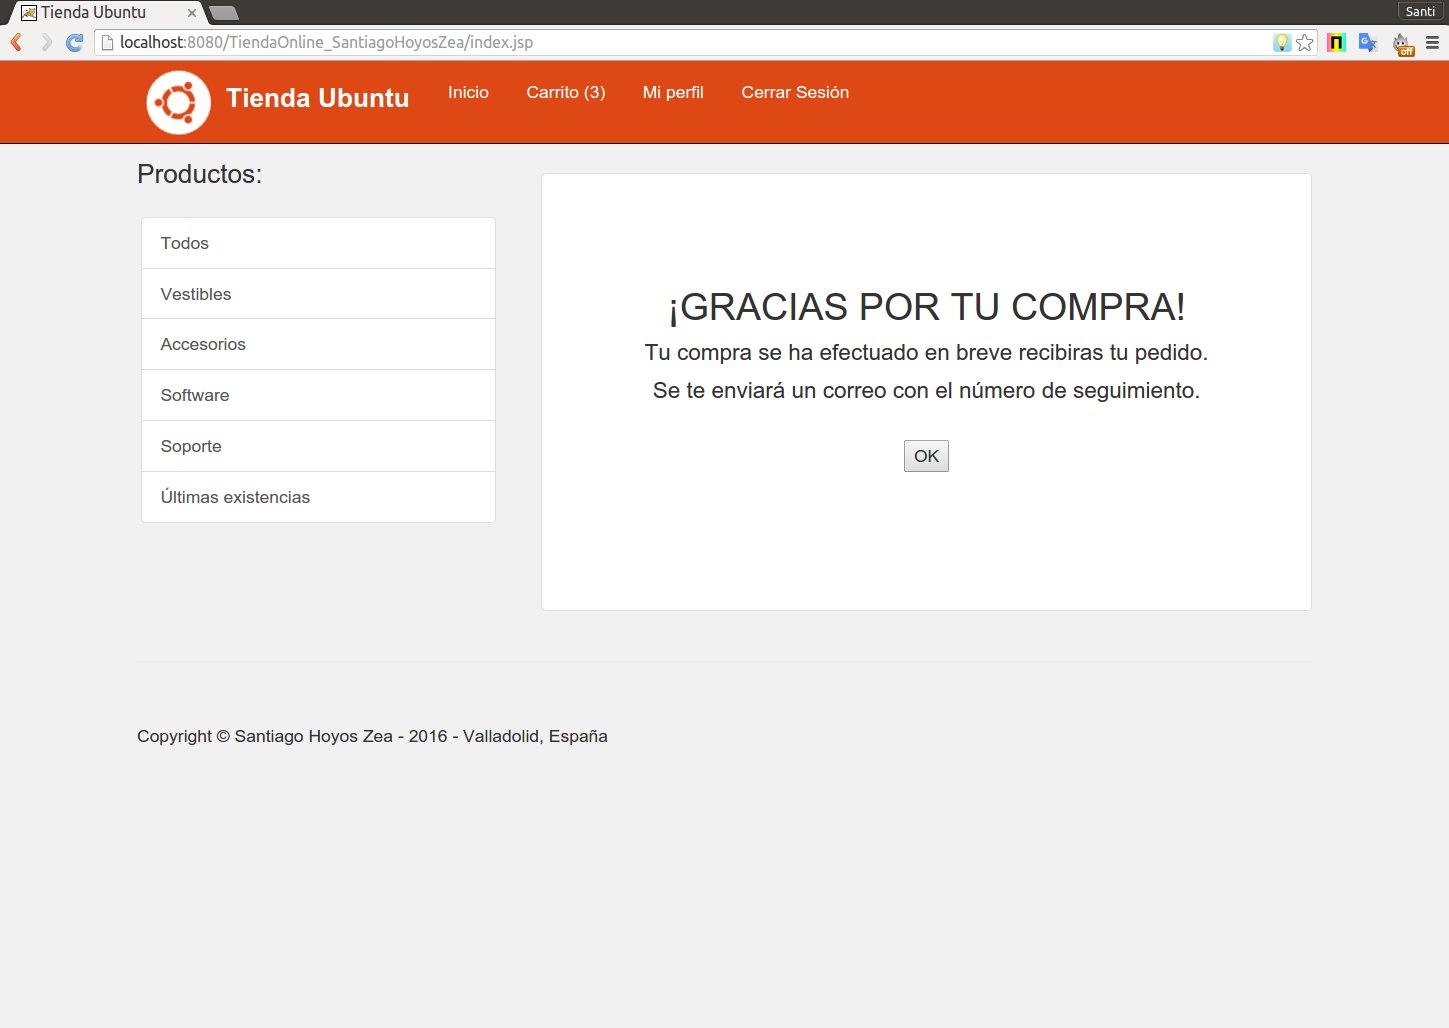 Tienda Ubuntu
Santi
localhost:8080/TiendaOnline_SantiagoHoyosZea/index.jsp
off
Tienda Ubuntu
Inicio
Carrito (3)
Mi perfil
Cerrar Sesión
Productos:
Todos
Vestibles
Accesorios
Software
Soporte
Últimas existencias
¡GRACIAS POR TU COMPRA!
Tu compra se ha efectuado en breve recibiras tu pedido.
Se te enviará un correo con el número de seguimiento.
OK
Copyright © Santiago Hoyos Zea - 2016 - Valladolid, España